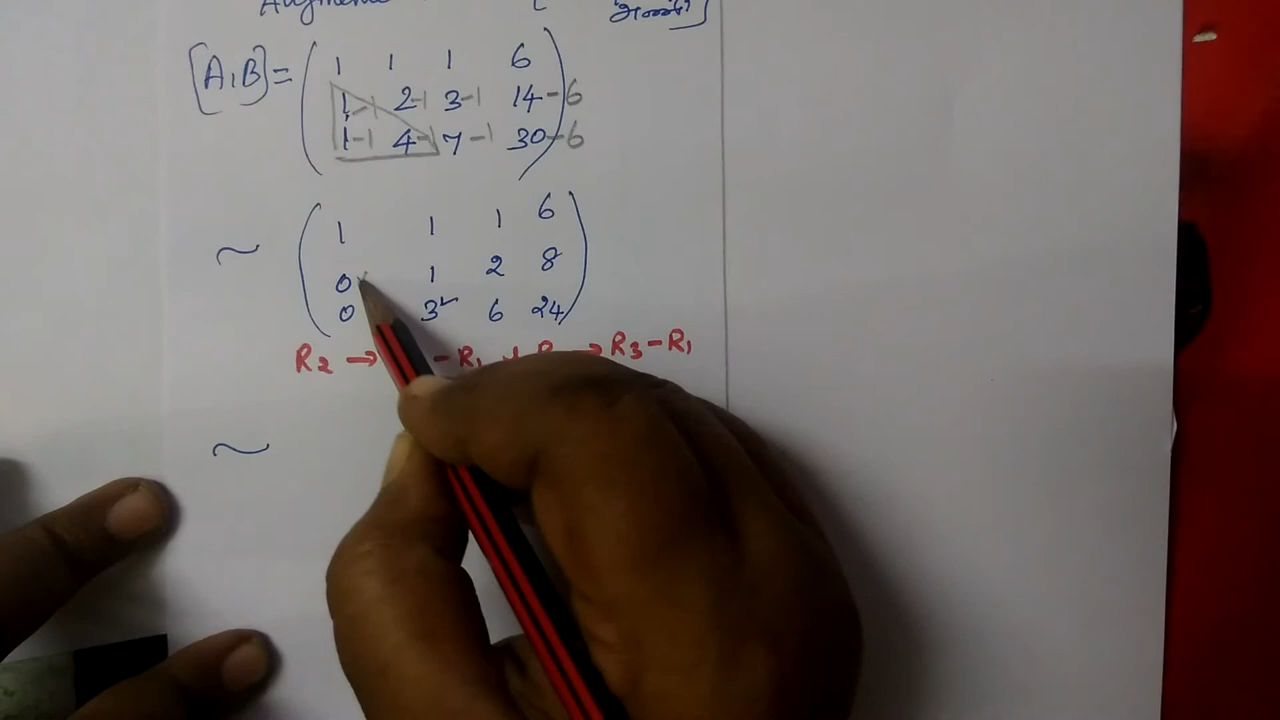 [A,B] = ( 1 1 1 6
1-1 2-1 3-1 14-6
1-1 4-1 7-1 30-6 )
~ ( 1 1 1 6
0 1 2 8
0 3 6 24 )
R2 → -R1 → R3-R1
~